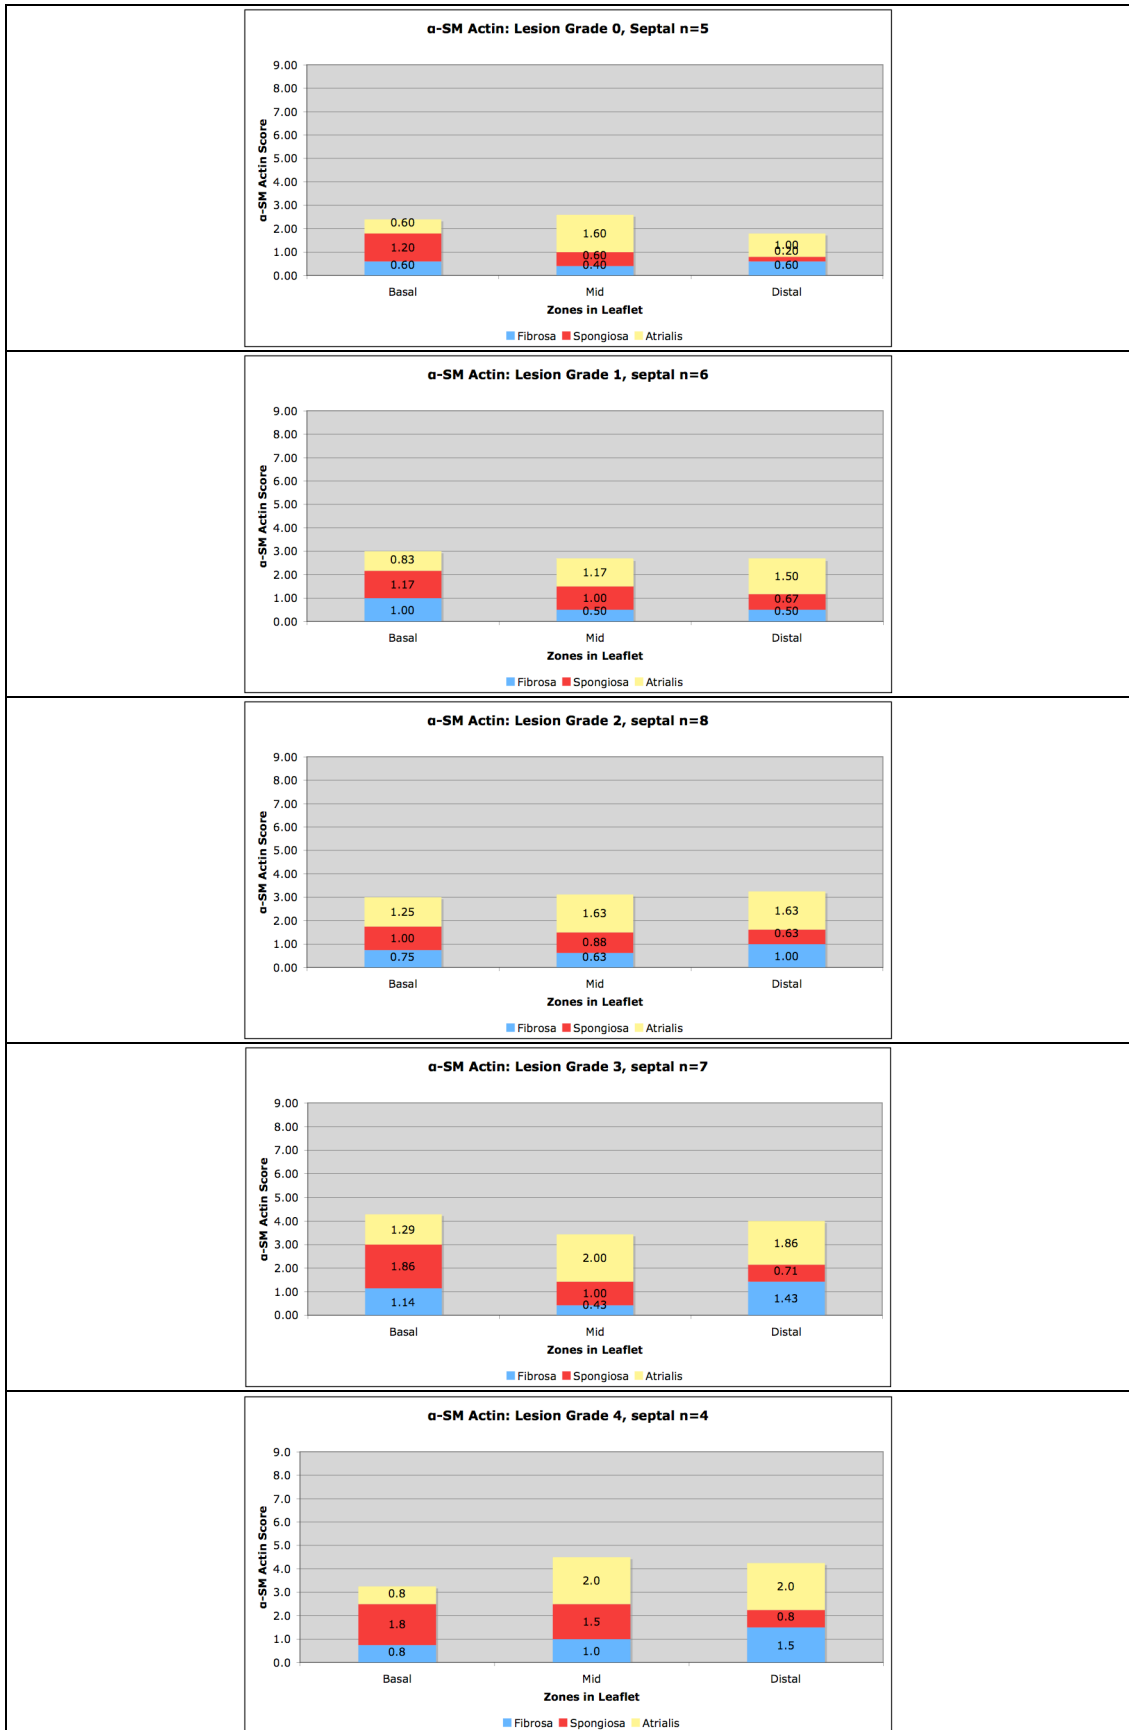 α-SM Actin: Lesion Grade 0, Septal n=5
9.00
8.00
7.00
6.00
5.00
4.00
3.00
2.00
1.00
0.00
α-SM Actin Score
0.60 1.60 1.00
1.20 0.60 0.20
0.60 0.40 0.60
Basal Mid Distal
Zones in Leaflet
Fibrosa Spongiosa Atrialis
α-SM Actin: Lesion Grade 1, septal n=6
9.00
8.00
7.00
6.00
5.00
4.00
3.00
2.00
1.00
0.00
α-SM Actin Score
0.83 1.17 1.50
1.17 1.00 0.67
1.00 0.50 0.50
Basal Mid Distal
Zones in Leaflet
Fibrosa Spongiosa Atrialis
α-SM Actin: Lesion Grade 2, septal n=8
9.00
8.00
7.00
6.00
5.00
4.00
3.00
2.00
1.00
0.00
α-SM Actin Score
1.25 1.63 1.63
1.00 0.88 0.63
0.75 0.63 1.00
Basal Mid Distal
Zones in Leaflet
Fibrosa Spongiosa Atrialis
α-SM Actin: Lesion Grade 3, septal n=7
9.00
8.00
7.00
6.00
5.00
4.00
3.00
2.00
1.00
0.00
α-SM Actin Score
1.29 2.00 1.86
1.86 1.00 0.71
1.14 0.43 1.43
Basal Mid Distal
Zones in Leaflet
Fibrosa Spongiosa Atrialis
α-SM Actin: Lesion Grade 4, septal n=4
9.0
8.0
7.0
6.0
5.0
4.0
3.0
2.0
1.0
0.0
α-SM Actin Score
0.8 2.0 2.0
1.8 1.5 0.8
0.8 1.0 1.5
Basal Mid Distal
Zones in Leaflet
Fibrosa Spongiosa Atrialis